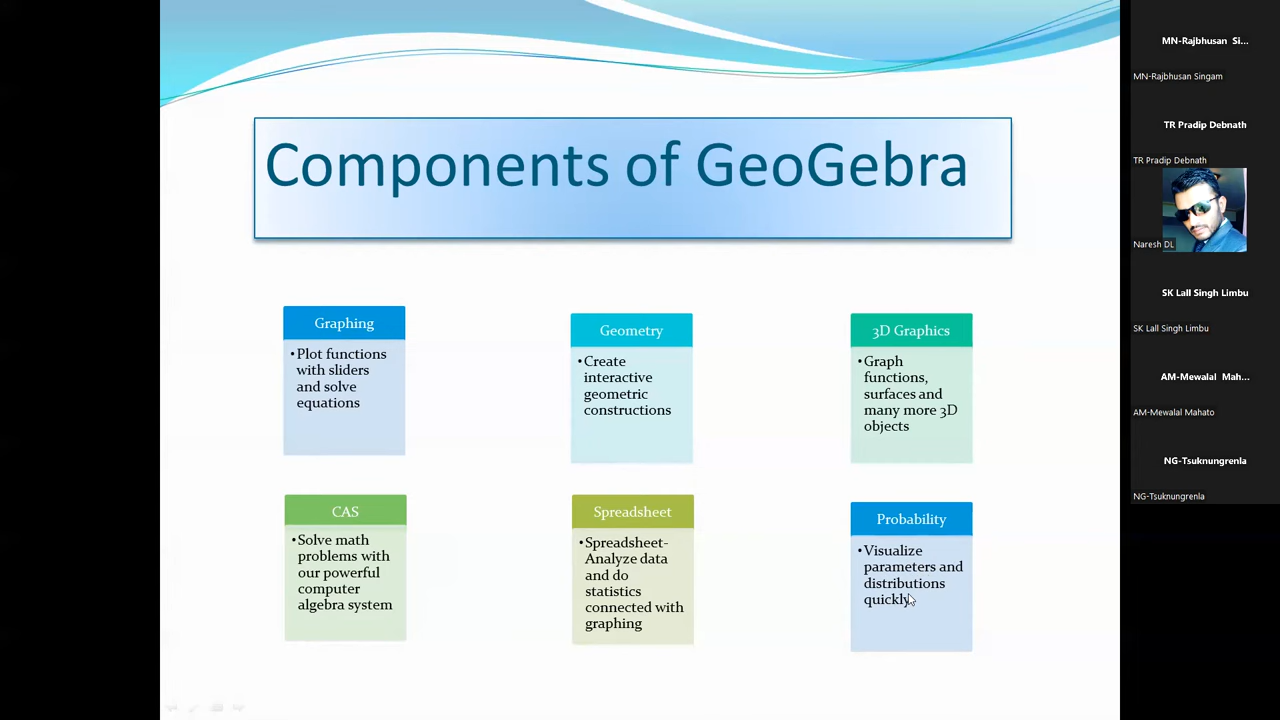 Components of GeoGebra
Graphing
•Plot functions
with sliders
and solve
equations
Geometry
•Create
interactive
geometric
constructions
3D Graphics
•Graph
functions,
surfaces and
many more 3D
objects
CAS
•Solve math
problems with
our powerful
computer
algebra system
Spreadsheet
•Spreadsheet-
Analyze data
and do
statistics
connected with
graphing
Probability
•Visualize
parameters and
distributions
quickly
MN-Rajbhusan Si...
MN-Rajbhusan Singam
TR Pradip Debnath
TR Pradip Debnath
Naresh DL
SK Lall Singh Limbu
SK Lall Singh Limbu
AM-Mewalal Mah...
AM-Mewalal Mahato
NG-Tsuknungrenla
NG-Tsuknungrenla